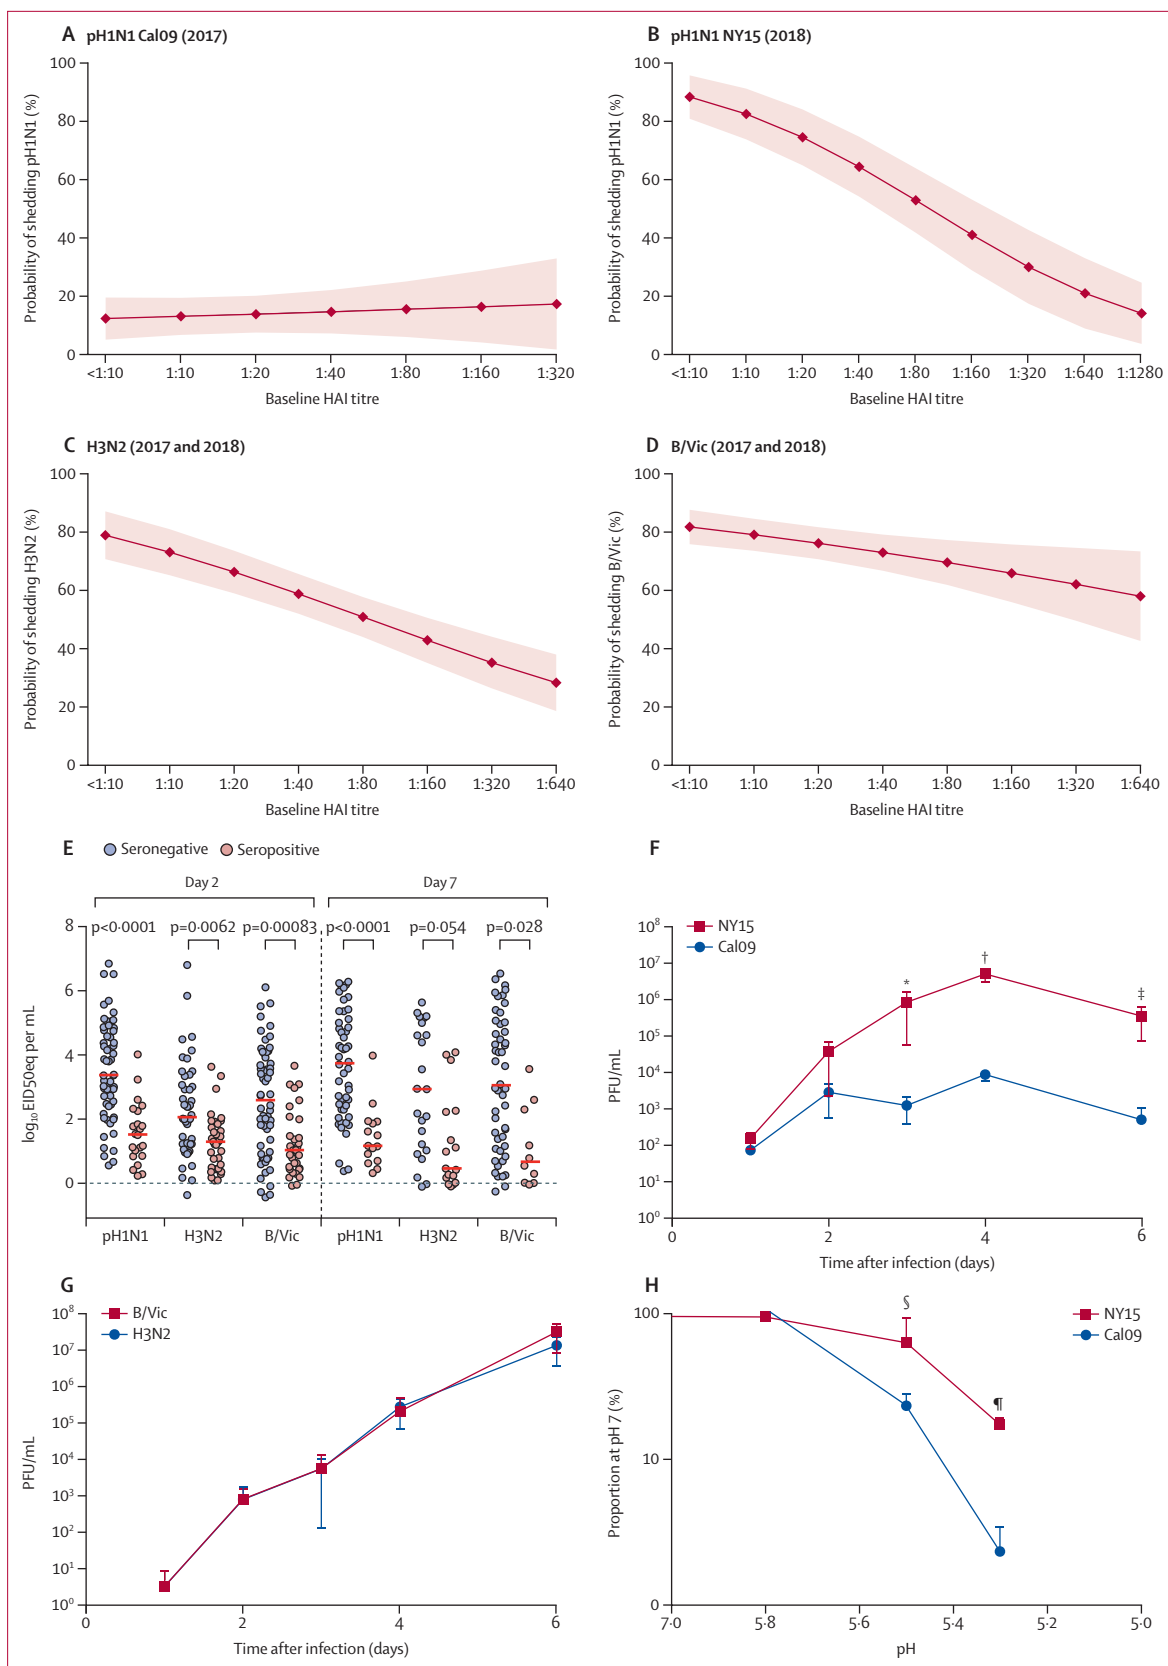 A pH1N1 Cal09 (2017)
Probability of shedding pH1N1 (%)
100
80
60
40
20
0
<1:10 1:10 1:20 1:40 1:80 1:160 1:320
Baseline HAI titre
B pH1N1 NY15 (2018)
Probability of shedding pH1N1 (%)
100
80
60
40
20
0
<1:10 1:10 1:20 1:40 1:80 1:160 1:320 1:640 1:1280
Baseline HAI titre
C H3N2 (2017 and 2018)
Probability of shedding H3N2 (%)
100
80
60
40
20
0
<1:10 1:10 1:20 1:40 1:80 1:160 1:320 1:640
Baseline HAI titre
D B/Vic (2017 and 2018)
Probability of shedding B/Vic (%)
100
80
60
40
20
0
<1:10 1:10 1:20 1:40 1:80 1:160 1:320 1:640
Baseline HAI titre
E Seronegative Seropositive
Day 2 Day 7
p<0·0001 p=0·0062 p=0·00083 p<0·0001 p=0·054 p=0·028
log10 EID50eq per mL
8
6
4
2
0
pH1N1 H3N2 B/Vic pH1N1 H3N2 B/Vic
F
NY15
Cal09
PFU/mL
10⁸
10⁷
10⁶
10⁵
10⁴
10³
10²
10¹
10⁰
* † ‡
0 2 4 6
Time after infection (days)
G
B/Vic
H3N2
PFU/mL
10⁸
10⁷
10⁶
10⁵
10⁴
10³
10²
10¹
10⁰
0 2 4 6
Time after infection (days)
H
NY15
Cal09
Proportion at pH 7 (%)
100
10
0
§ ¶
7·0 5·8 5·6 5·4 5·2 5·0
pH